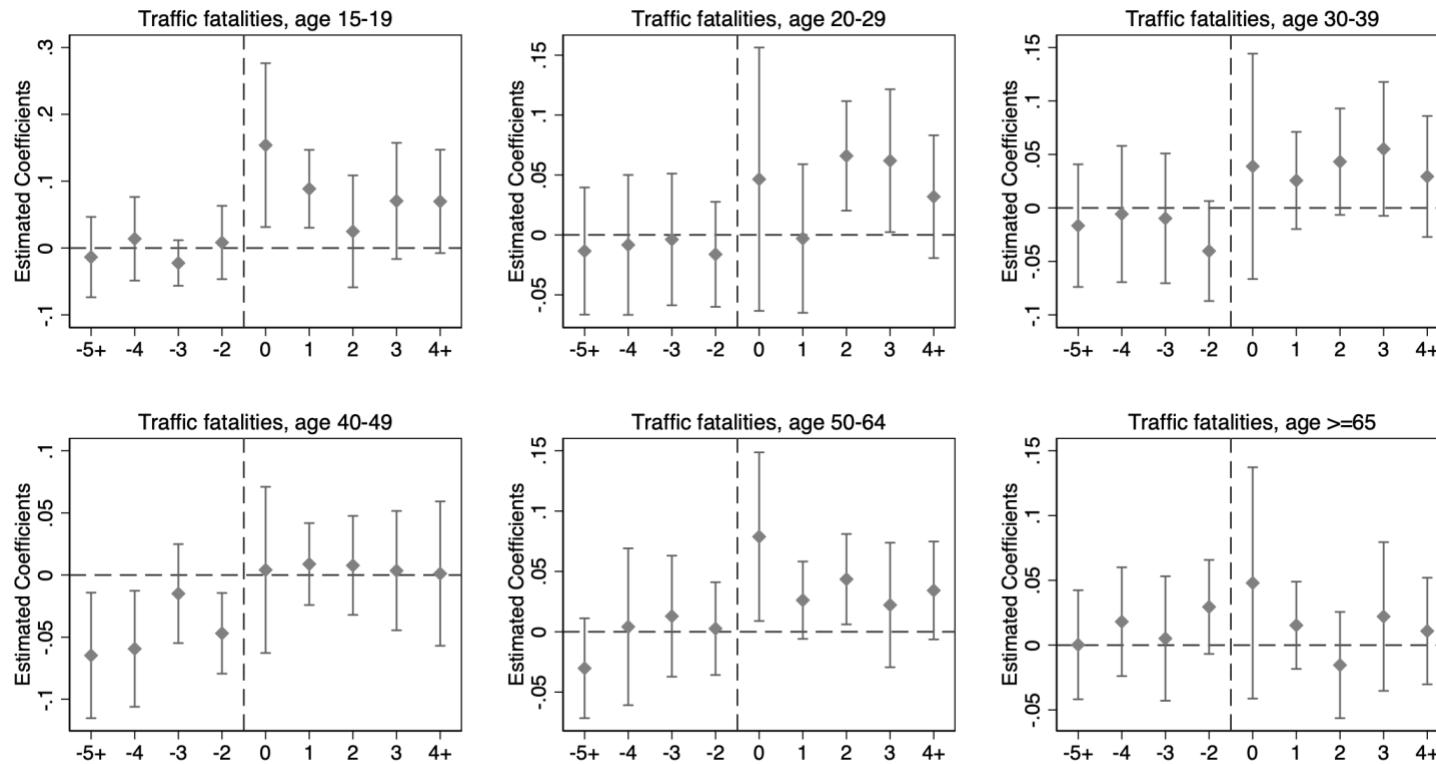 Traffic fatalities, age 15-19
Estimated Coefficients
.3
.2
.1
0
-.1
-5+ -4 -3 -2 0 1 2 3 4+
Traffic fatalities, age 20-29
Estimated Coefficients
.15
.1
.05
0
-.05
-5+ -4 -3 -2 0 1 2 3 4+
Traffic fatalities, age 30-39
Estimated Coefficients
.15
.1
.05
0
-.05
-.1
-5+ -4 -3 -2 0 1 2 3 4+
Traffic fatalities, age 40-49
Estimated Coefficients
.1
.05
0
-.05
-.1
-5+ -4 -3 -2 0 1 2 3 4+
Traffic fatalities, age 50-64
Estimated Coefficients
.15
.1
.05
0
-.05
-5+ -4 -3 -2 0 1 2 3 4+
Traffic fatalities, age >=65
Estimated Coefficients
.15
.1
.05
0
-.05
-5+ -4 -3 -2 0 1 2 3 4+